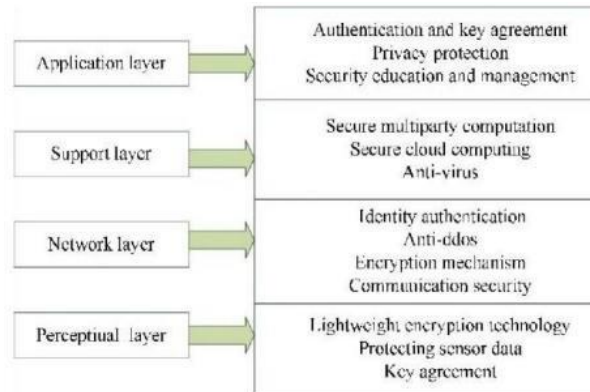 Application layer
Authentication and key agreement
Privacy protection
Security education and management
Support layer
Secure multiparty computation
Secure cloud computing
Anti-virus
Network layer
Identity authentication
Anti-ddos
Encryption mechanism
Communication security
Perceptiual layer
Lightweight encryption technology
Protecting sensor data
Key agreement